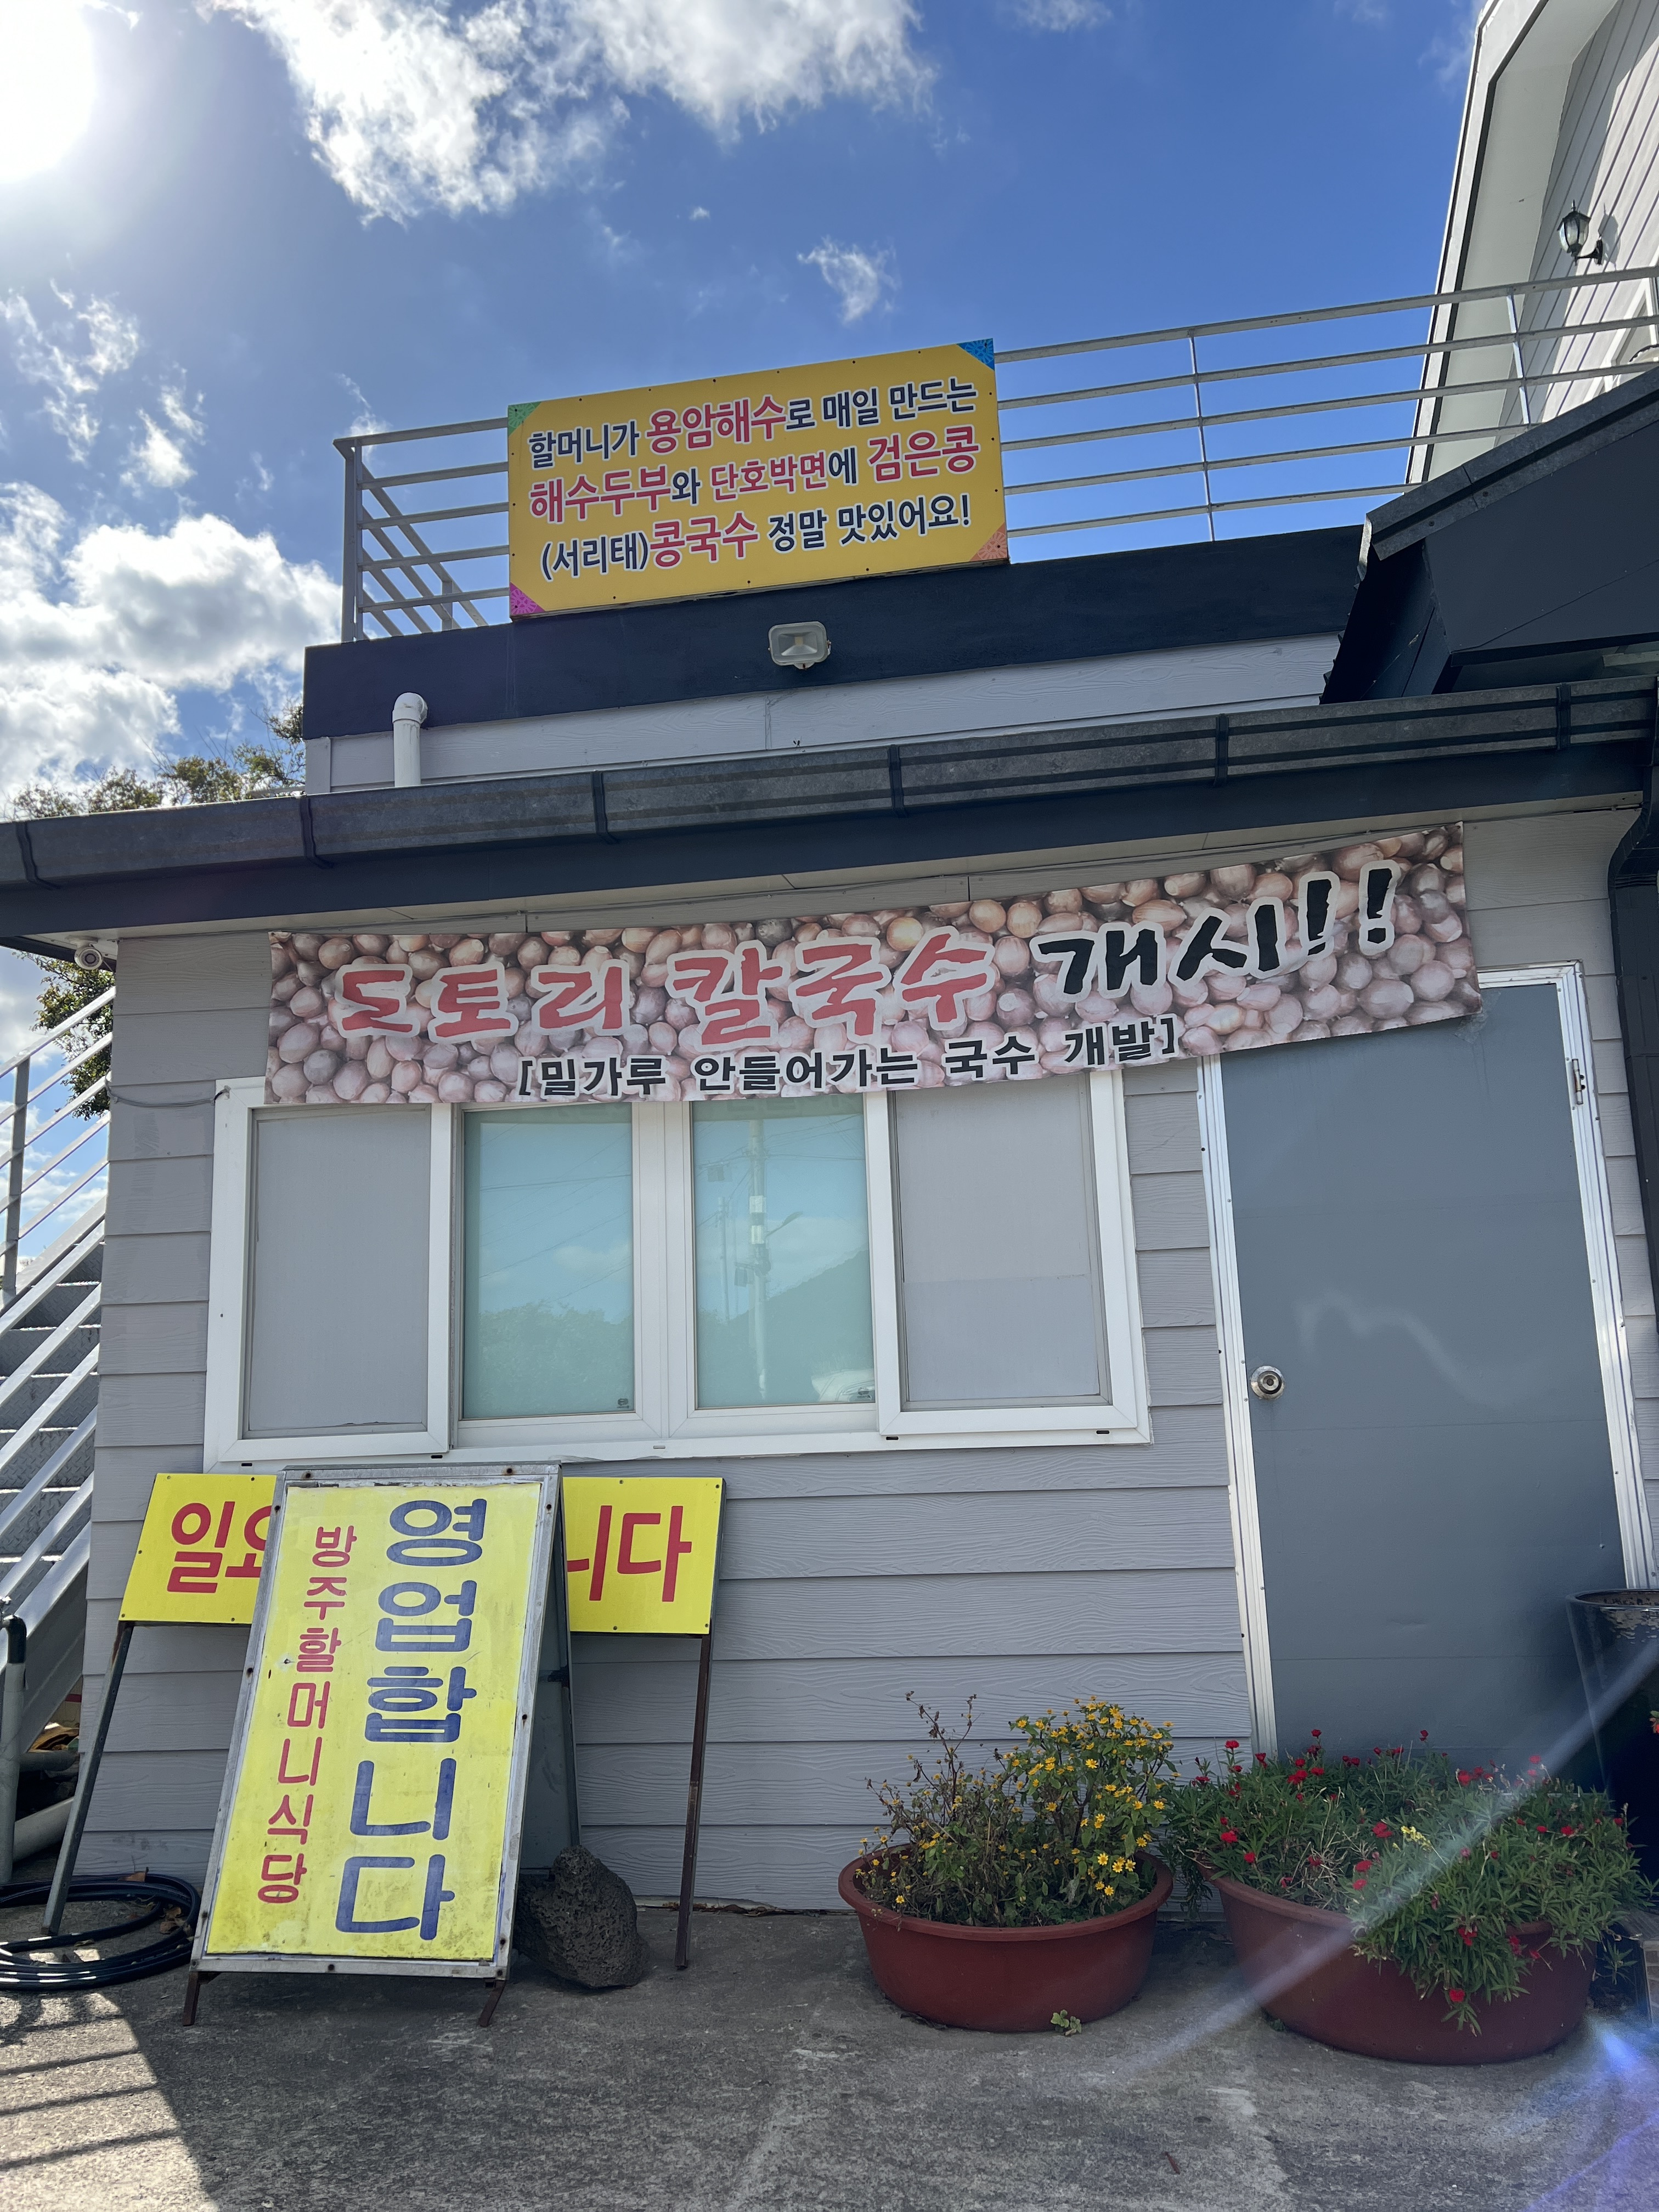 할머니가 용암해수로 매일 만드는
해수두부와 단호박면에 검은콩
(서리태)콩국수 정말 맛있어요!
도토리 칼국수 개시!!
[밀가루 안들어가는 국수 개발]
영업합니다
방주할머니식당
니다